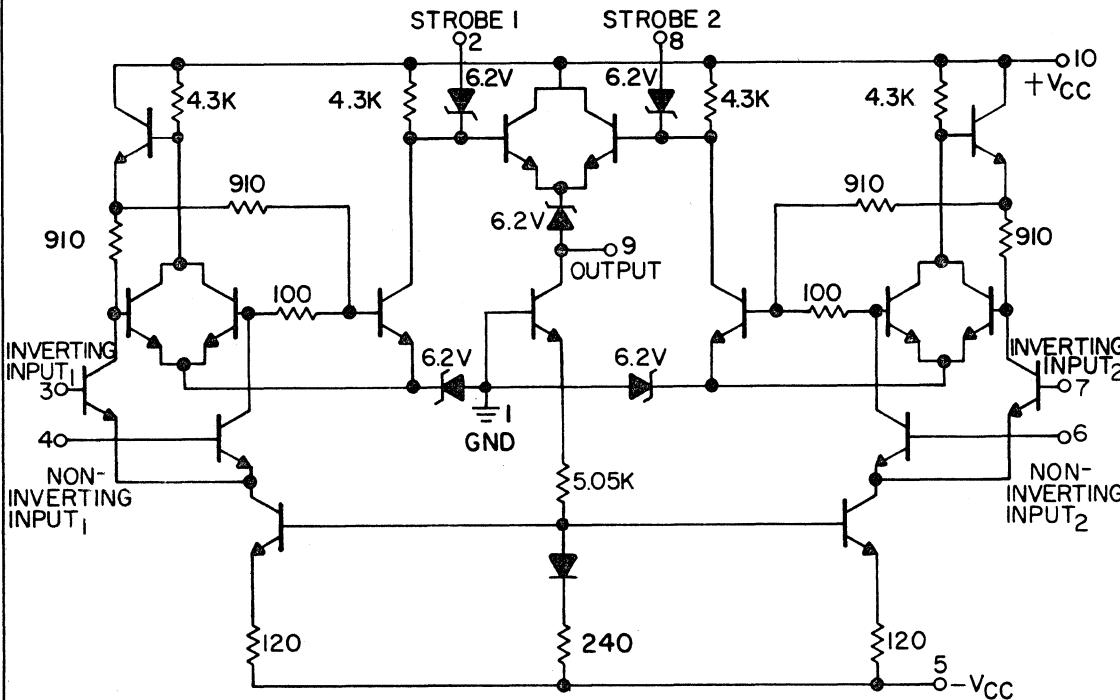 STROBE 1
2
STROBE 2
8
10
+VCC
6.2V
6.2V
4.3K
4.3K
4.3K
4.3K
910
910
910
910
6.2V
9
OUTPUT
100
100
INVERTING
INPUT1
3
6.2V
6.2V
INVERTING
INPUT2
7
1
GND
4
6
NON-
INVERTING
INPUT1
5.05K
NON-
INVERTING
INPUT2
120
240
120
5
-VCC